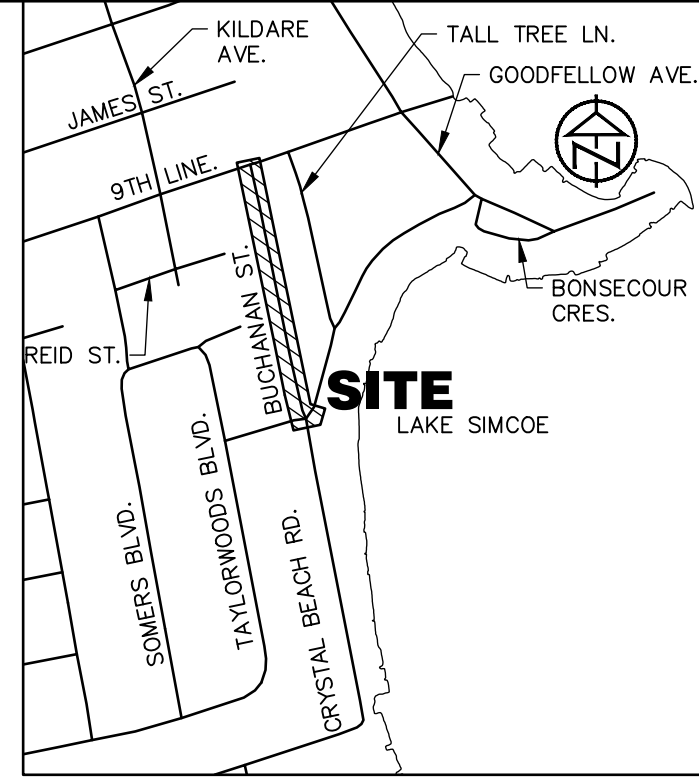 KILDARE
AVE.
TALL TREE LN.
GOODFELLOW AVE.
JAMES ST.
9TH LINE.
N
BUCHANAN ST.
BONSECOUR
CRES.
REID ST.
SITE
LAKE SIMCOE
SOMERS BLVD.
TAYLORWOODS BLVD.
CRYSTAL BEACH RD.